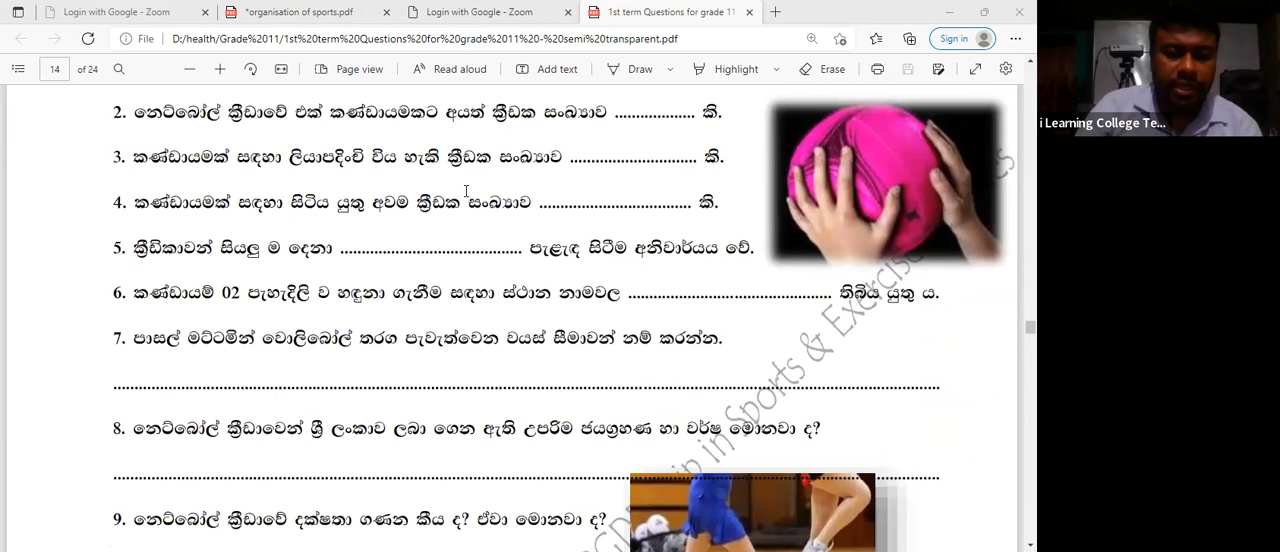 Login with Google - Zoom
*organisation of sports.pdf
Login with Google - Zoom
1st term Questions for grade 11
File
D:/health/Grade%2011/1st%20term%20Questions%20for%20grade%2011%20-%20semi%20transparent.pdf
Sign in
14 of 24
Page view
Read aloud
Add text
Draw
Highlight
Erase
i Learning College Te...
2. නෙට්බෝල් ක්‍රීඩාවේ එක් කණ්ඩායමකට අයත් ක්‍රීඩක සංඛ්‍යාව ................... කි.
3. කණ්ඩායමක් සඳහා ලියාපදිංචි විය හැකි ක්‍රීඩක සංඛ්‍යාව .............................. කි.
4. කණ්ඩායමක් සඳහා සිටිය යුතු අවම ක්‍රීඩක සංඛ්‍යාව .................................... කි.
5. ක්‍රීඩිකාවන් සියලු ම දෙනා ........................................... පැළැඳ සිටීම අනිවාර්යය වේ.
6. කණ්ඩායම් 02 පැහැදිලි ව හඳුනා ගැනීම සඳහා ස්ථාන නාමවල ................................................ තිබිය යුතු ය.
7. පාසල් මට්ටමින් වොලිබෝල් තරග පැවැත්වෙන වයස් සීමාවන් නම් කරන්න.
8. නෙට්බෝල් ක්‍රීඩාවෙන් ශ්‍රී ලංකාව ලබා ගෙන ඇති උපරිම ජයග්‍රහණ හා වර්ෂ මොනවා ද?
9. නෙට්බෝල් ක්‍රීඩාවේ දක්ෂතා ගණන කීය ද? ඒවා මොනවා ද?
in Sports & Exercise